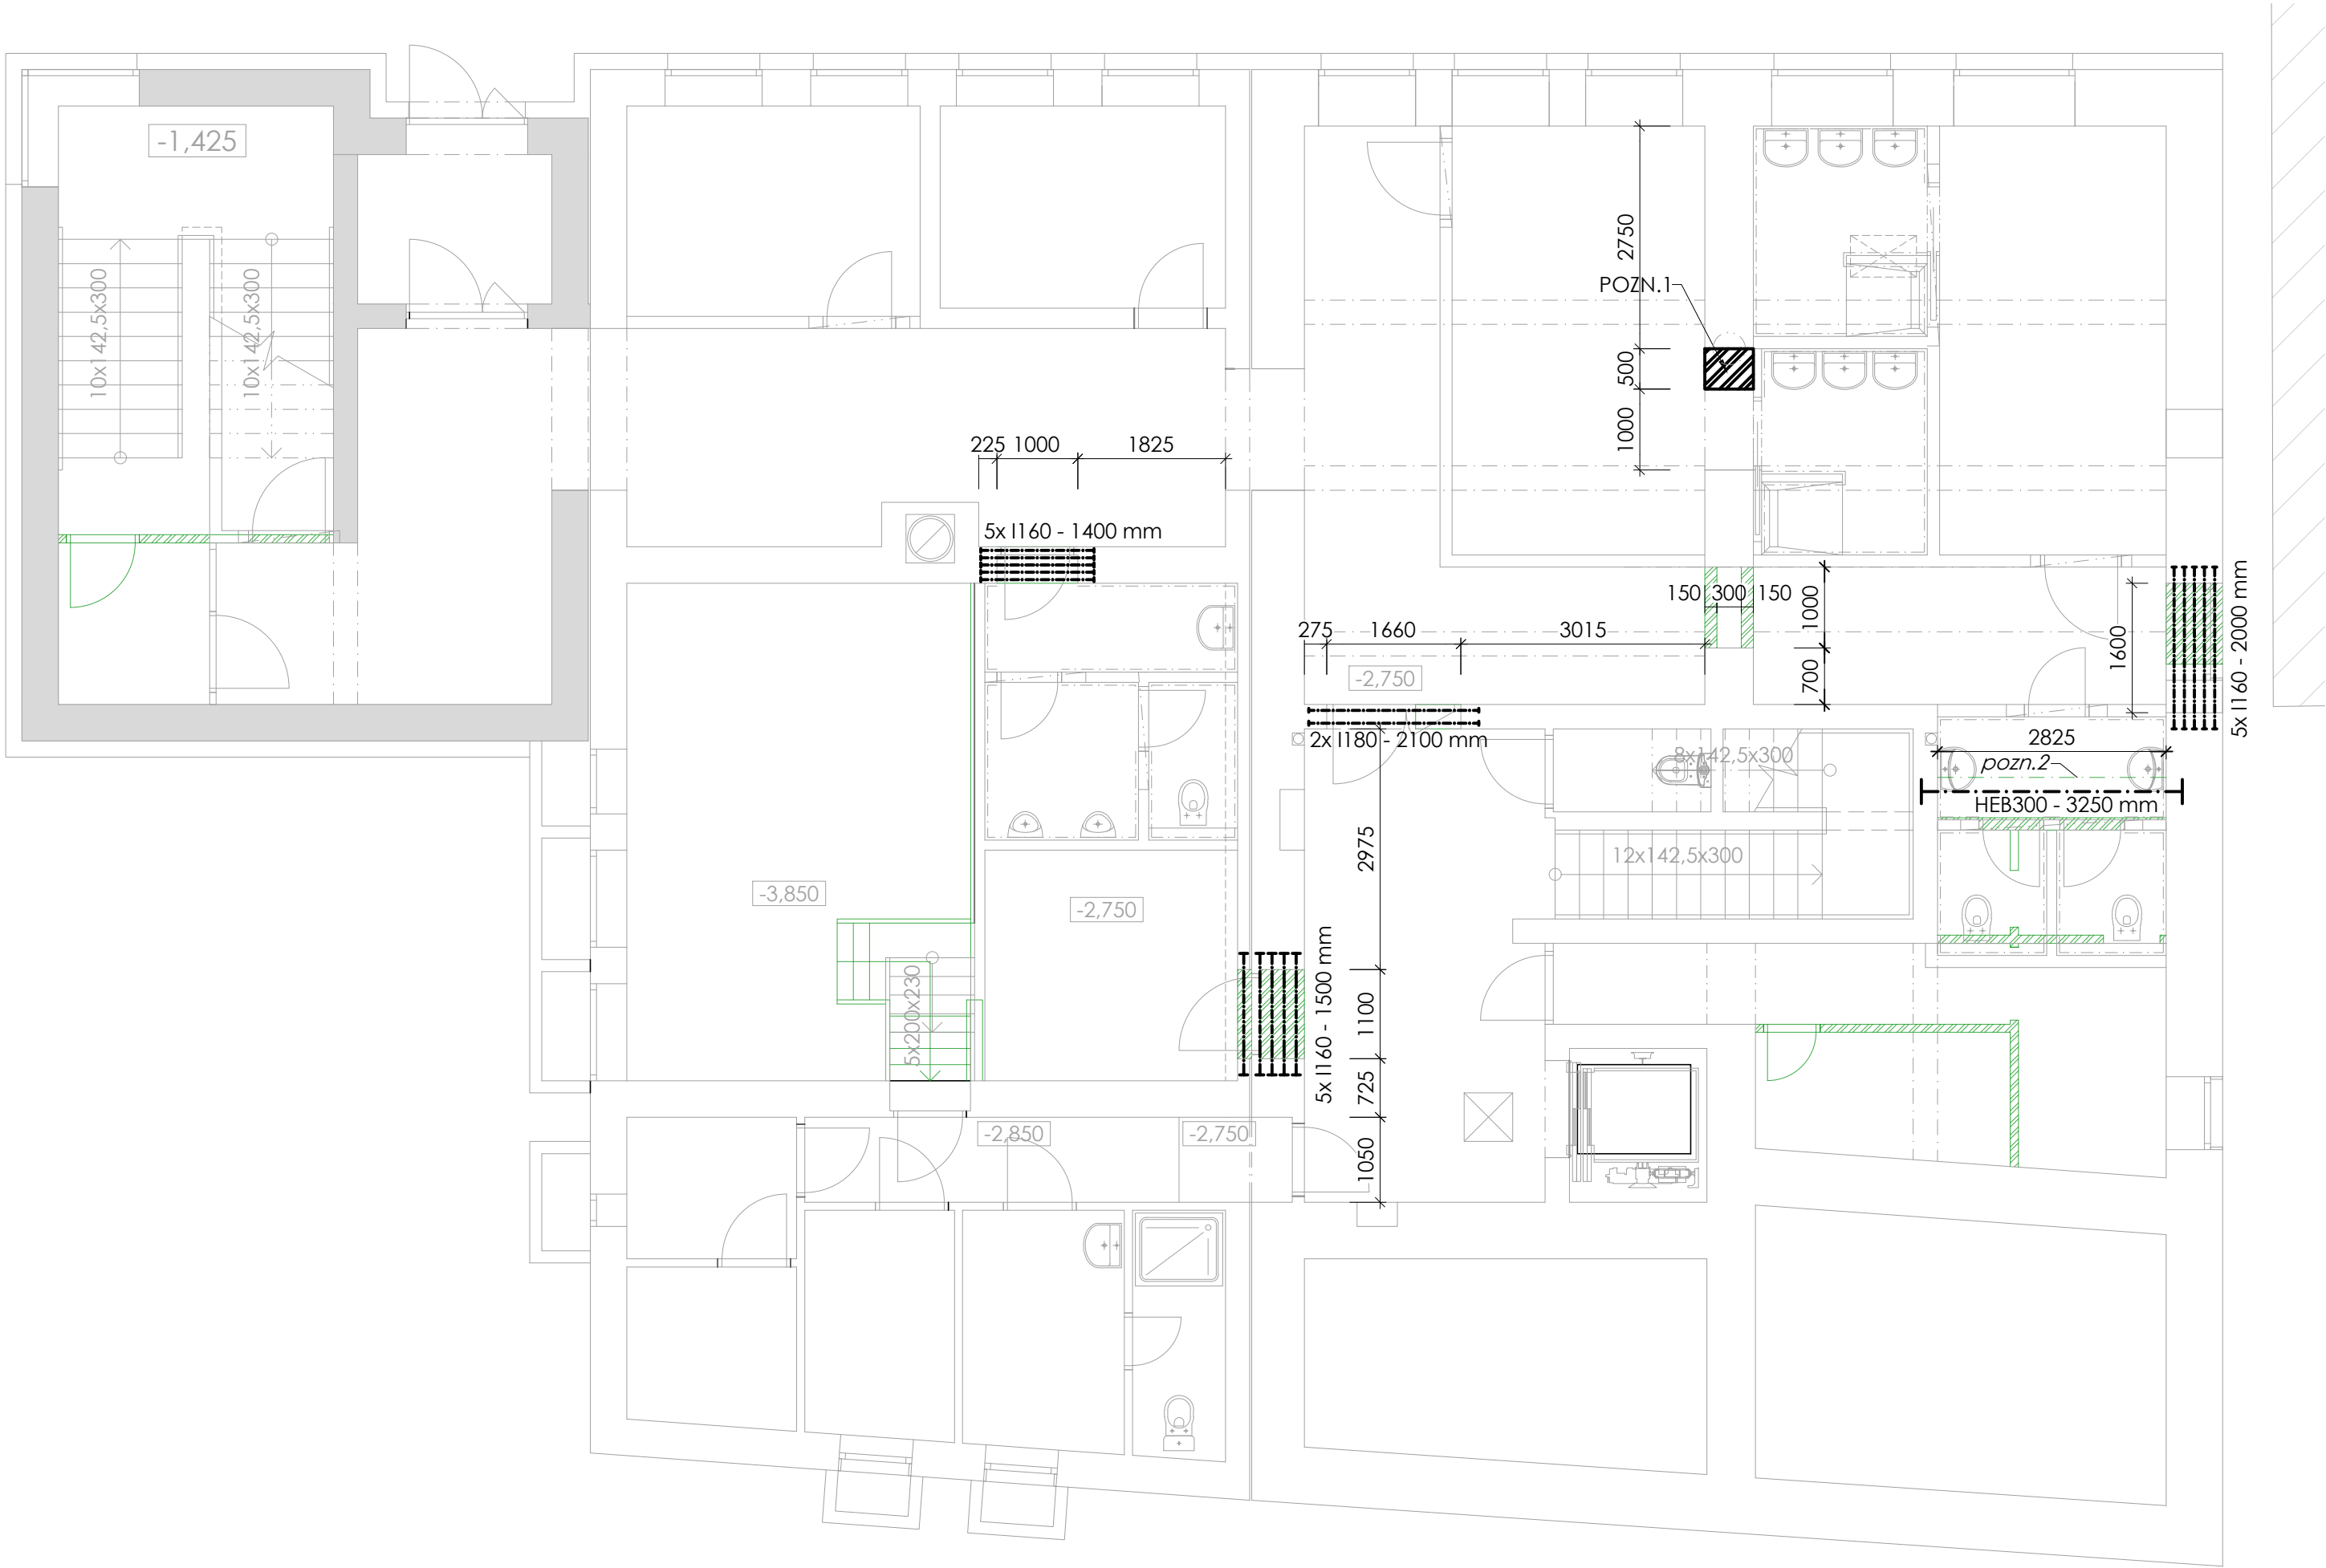 -1,425
10x142,5x300
10x142,5x300
2750
POZN.1
500
1000
225 1000 1825
5x I160 - 1400 mm
150 300 150
1000
700
1600
5x I160 - 2000 mm
275 1660 3015
-2,750
2x I180 - 2100 mm
8x142,5x300
2825
pozn.2
HEB300 - 3250 mm
2975
12x142,5x300
-3,850
-2,750
5x200x230
5x I160 - 1500 mm
1100
725
1050
-2,850
-2,750